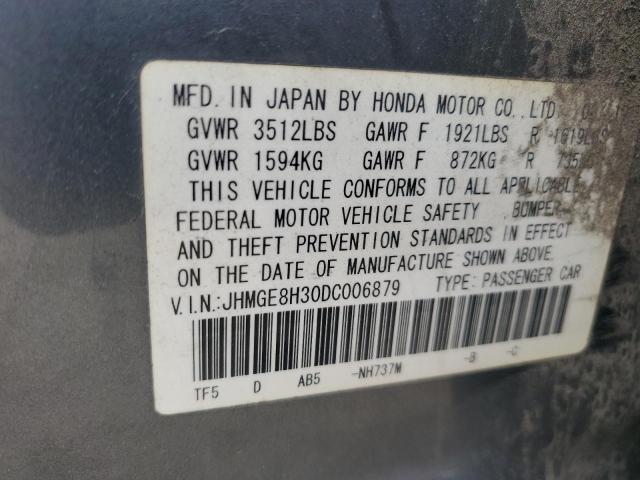 MFD. IN JAPAN BY HONDA MOTOR CO., LTD.
GVWR 3512LBS GAWR F 1921LBS R 1619LBS
GVWR 1594KG GAWR F 872KG R
THIS VEHICLE CONFORMS TO ALL APPLICABLE
FEDERAL MOTOR VEHICLE SAFETY , BUMPER
AND THEFT PREVENTION STANDARDS IN EFFECT
ON THE DATE OF MANUFACTURE SHOWN ABOVE.
V.I.N.:JHMGE8H30DC006879 TYPE: PASSENGER CAR
TF5 D AB5 -NH737M -B -C